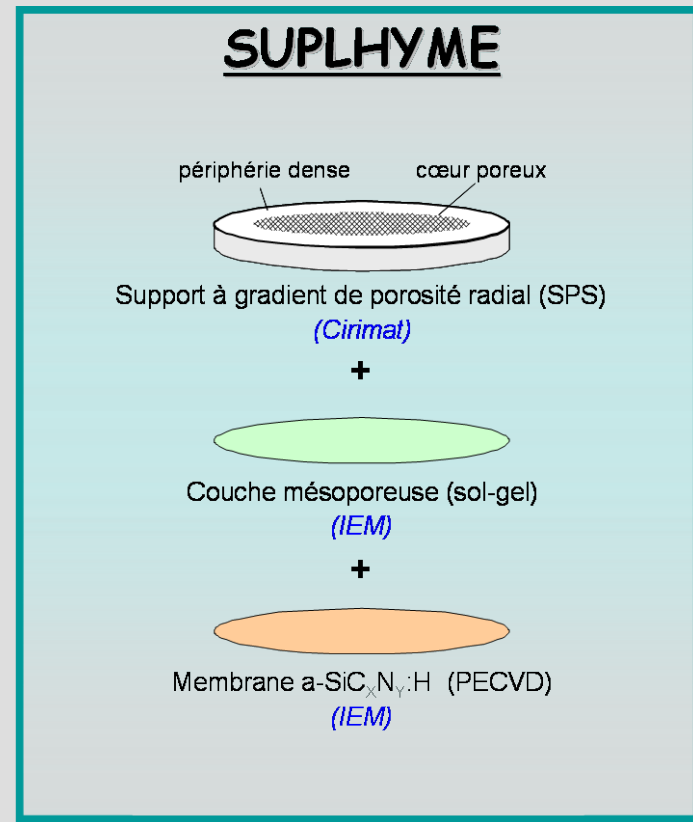 SUPLHYME
périphérie dense cœur poreux
Support à gradient de porosité radial (SPS)
(Cirimat)
+
Couche mésoporeuse (sol-gel)
(IEM)
+
Membrane a-SiCXNY:H (PECVD)
(IEM)